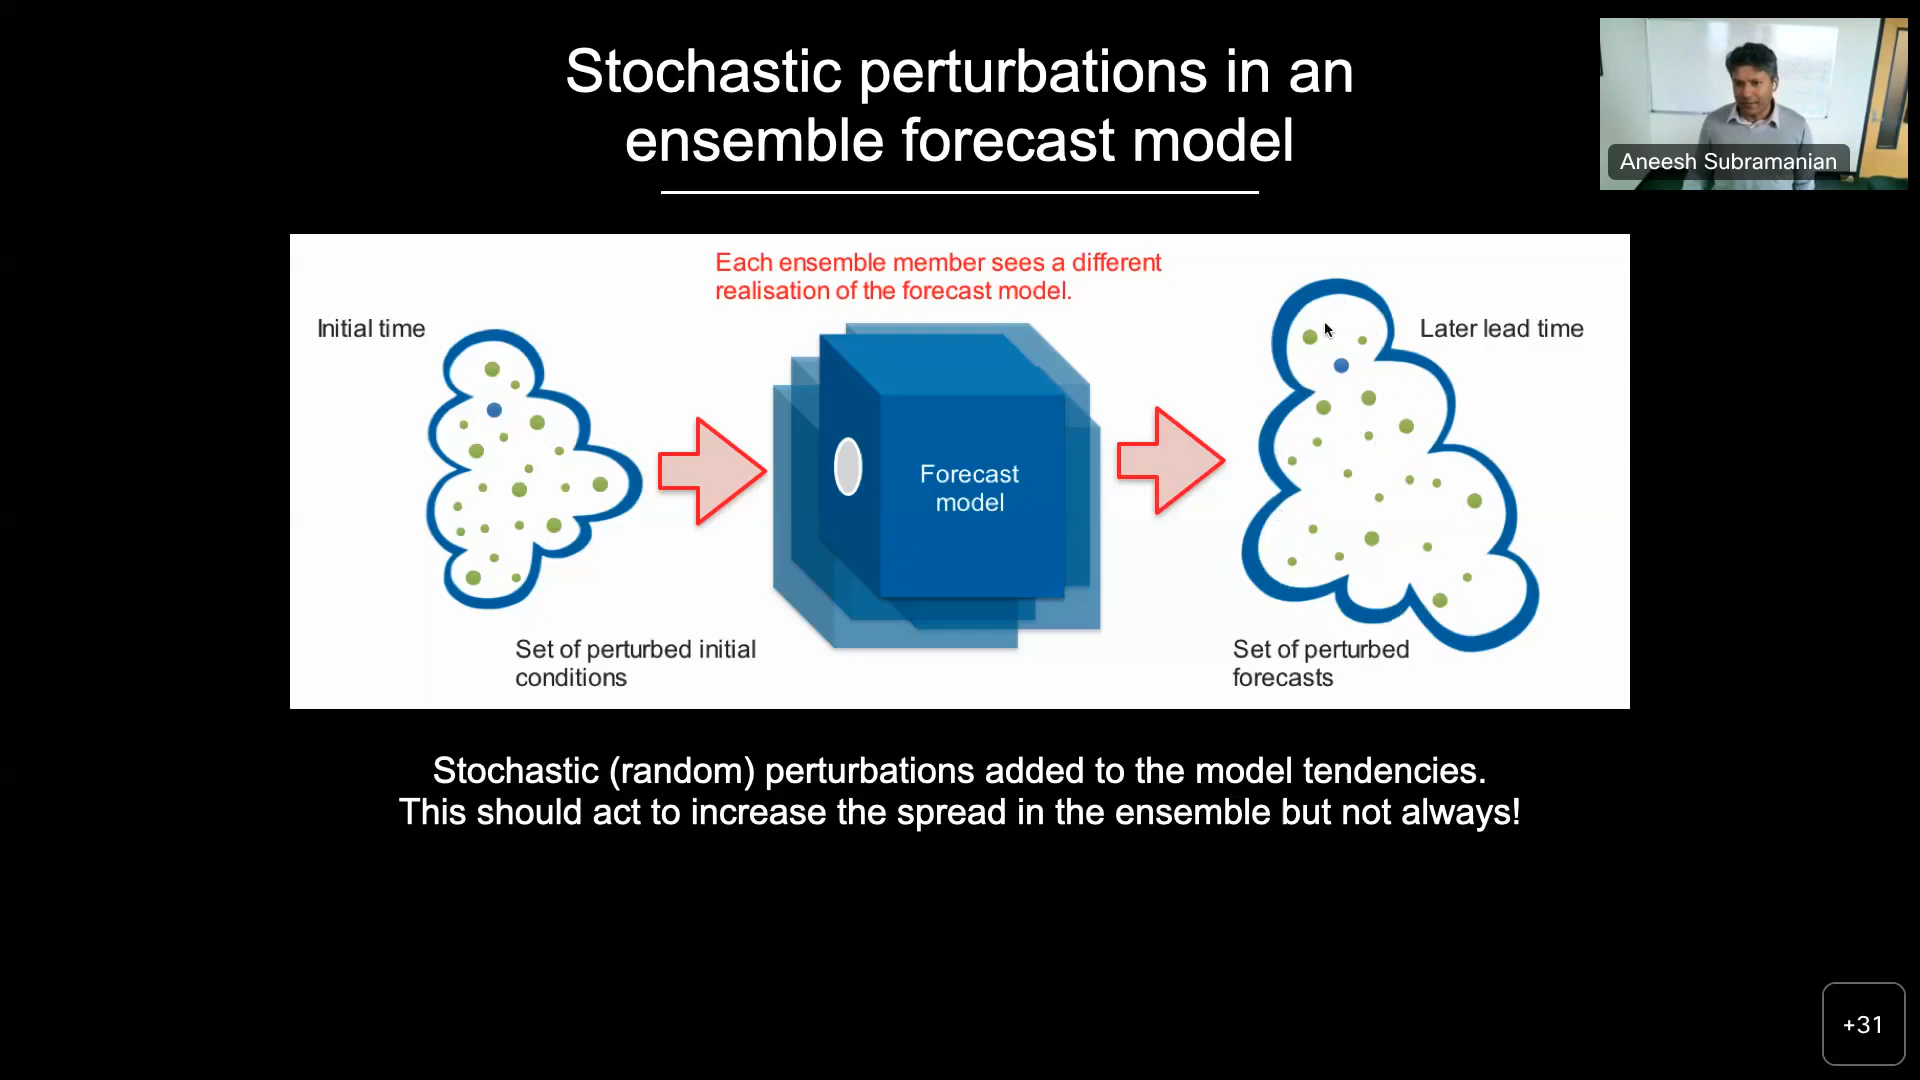 Stochastic perturbations in an
ensemble forecast model
Aneesh Subramanian
Each ensemble member sees a different
realisation of the forecast model.
Initial time
Later lead time
Forecast
model
Set of perturbed initial
conditions
Set of perturbed
forecasts
Stochastic (random) perturbations added to the model tendencies.
This should act to increase the spread in the ensemble but not always!
+31